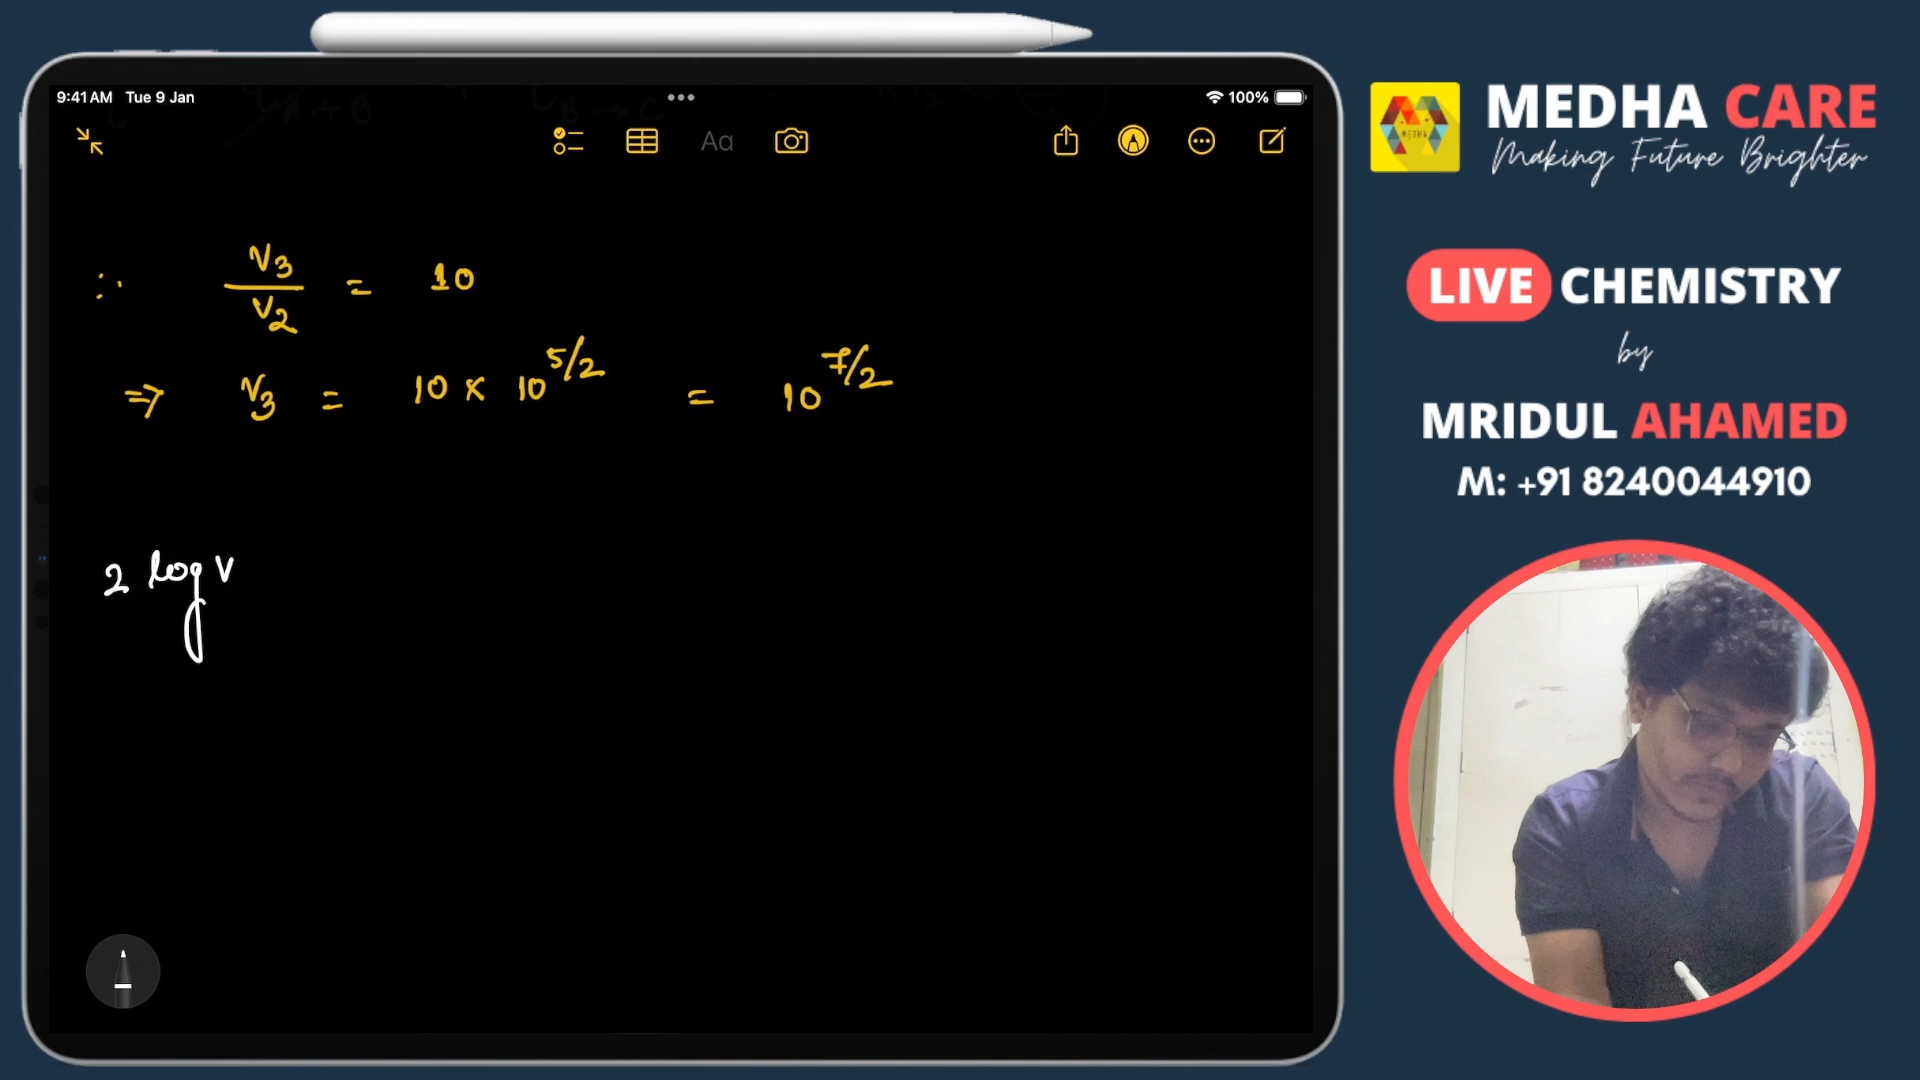 9:41 AM Tue 9 Jan
100%
Aa
∴ V3/V2 = 10
⇒ V3 = 10 × 10^5/2 = 10^7/2
2 log V
MEDHA CARE
Making Future Brighter
MEDHA
LIVE CHEMISTRY
by
MRIDUL AHAMED
M: +91 8240044910